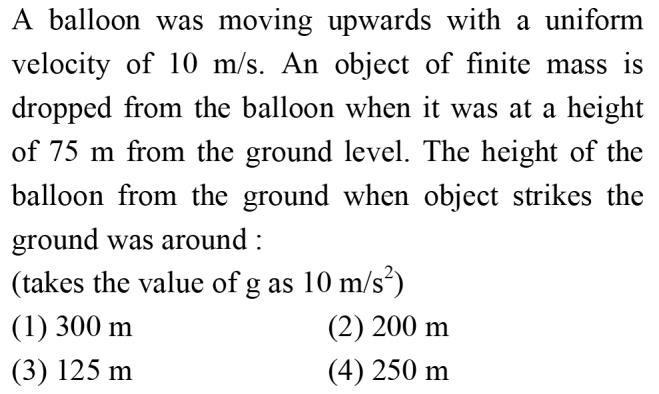 A balloon was moving upwards with a uniform
velocity of 10 m/s. An object of finite mass is
dropped from the balloon when it was at a height
of 75 m from the ground level. The height of the
balloon from the ground when object strikes the
ground was around :
(takes the value of g as 10 m/s²)
(1) 300 m (2) 200 m
(3) 125 m (4) 250 m